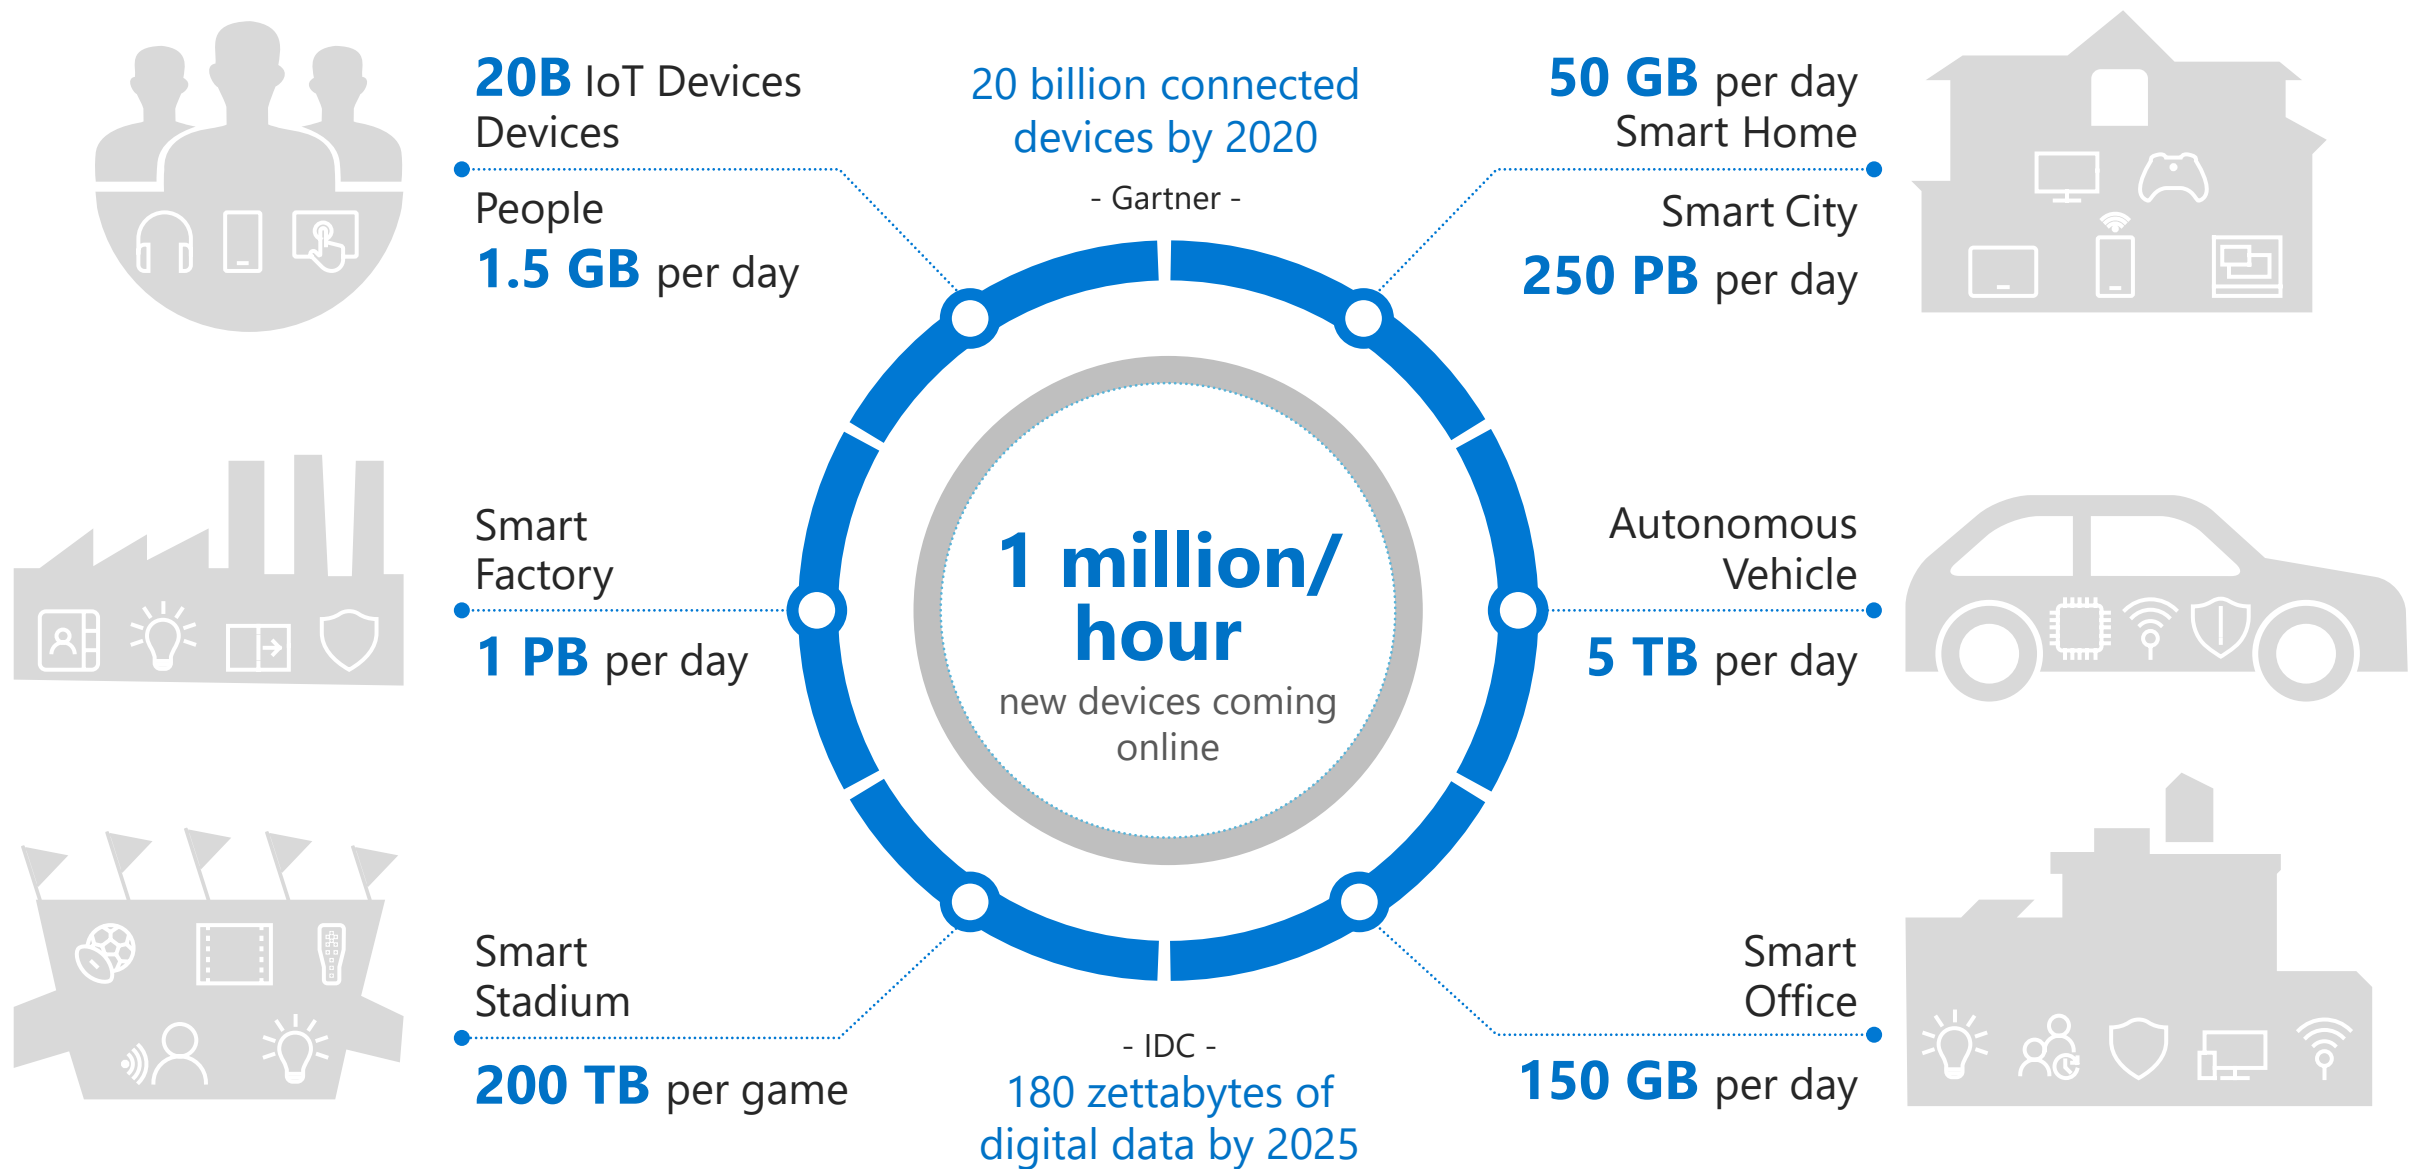 20B IoT Devices
Devices
People
1.5 GB per day
20 billion connected
devices by 2020
- Gartner -
50 GB per day
Smart Home
Smart City
250 PB per day
Smart
Factory
1 PB per day
1 million/
hour
new devices coming
online
Autonomous
Vehicle
5 TB per day
Smart
Stadium
200 TB per game
- IDC -
180 zettabytes of
digital data by 2025
Smart
Office
150 GB per day